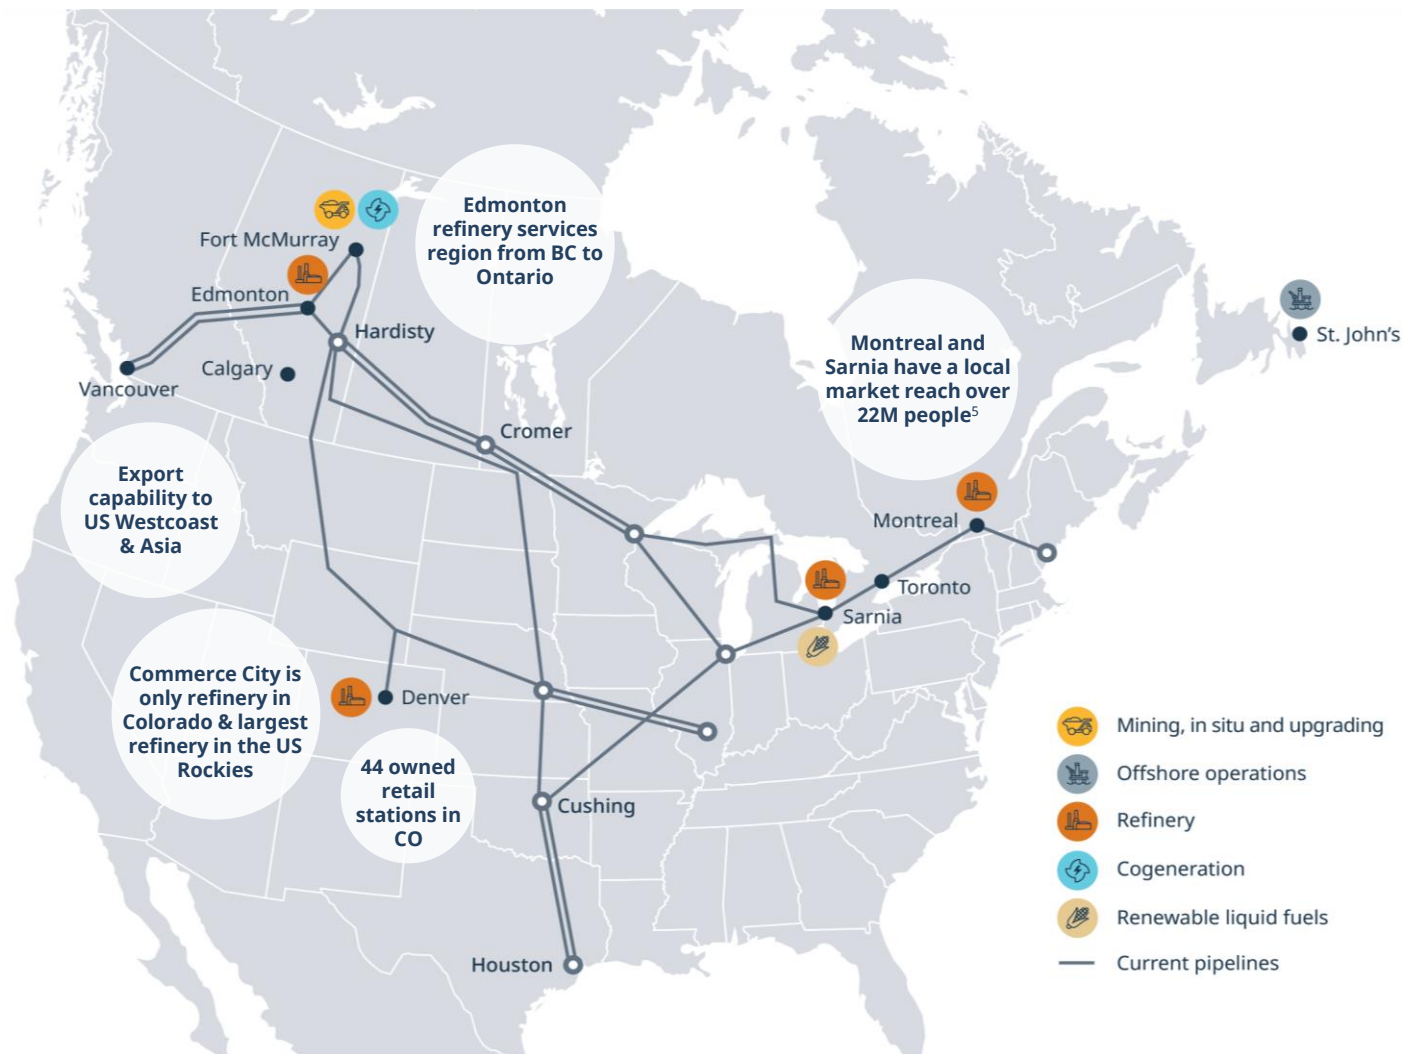 Edmonton
refinery services
region from BC to
Ontario
Fort McMurray
Edmonton
Hardisty
Calgary
Vancouver
Montreal and
Sarnia have a local
market reach over
22M people5
St. John’s
Cromer
Export
capability to
US Westcoast
& Asia
Montreal
Toronto
Sarnia
Commerce City is
only refinery in
Colorado & largest
refinery in the US
Rockies
Denver
44 owned
retail
stations in
CO
Cushing
Houston
Mining, in situ and upgrading
Offshore operations
Refinery
Cogeneration
Renewable liquid fuels
Current pipelines